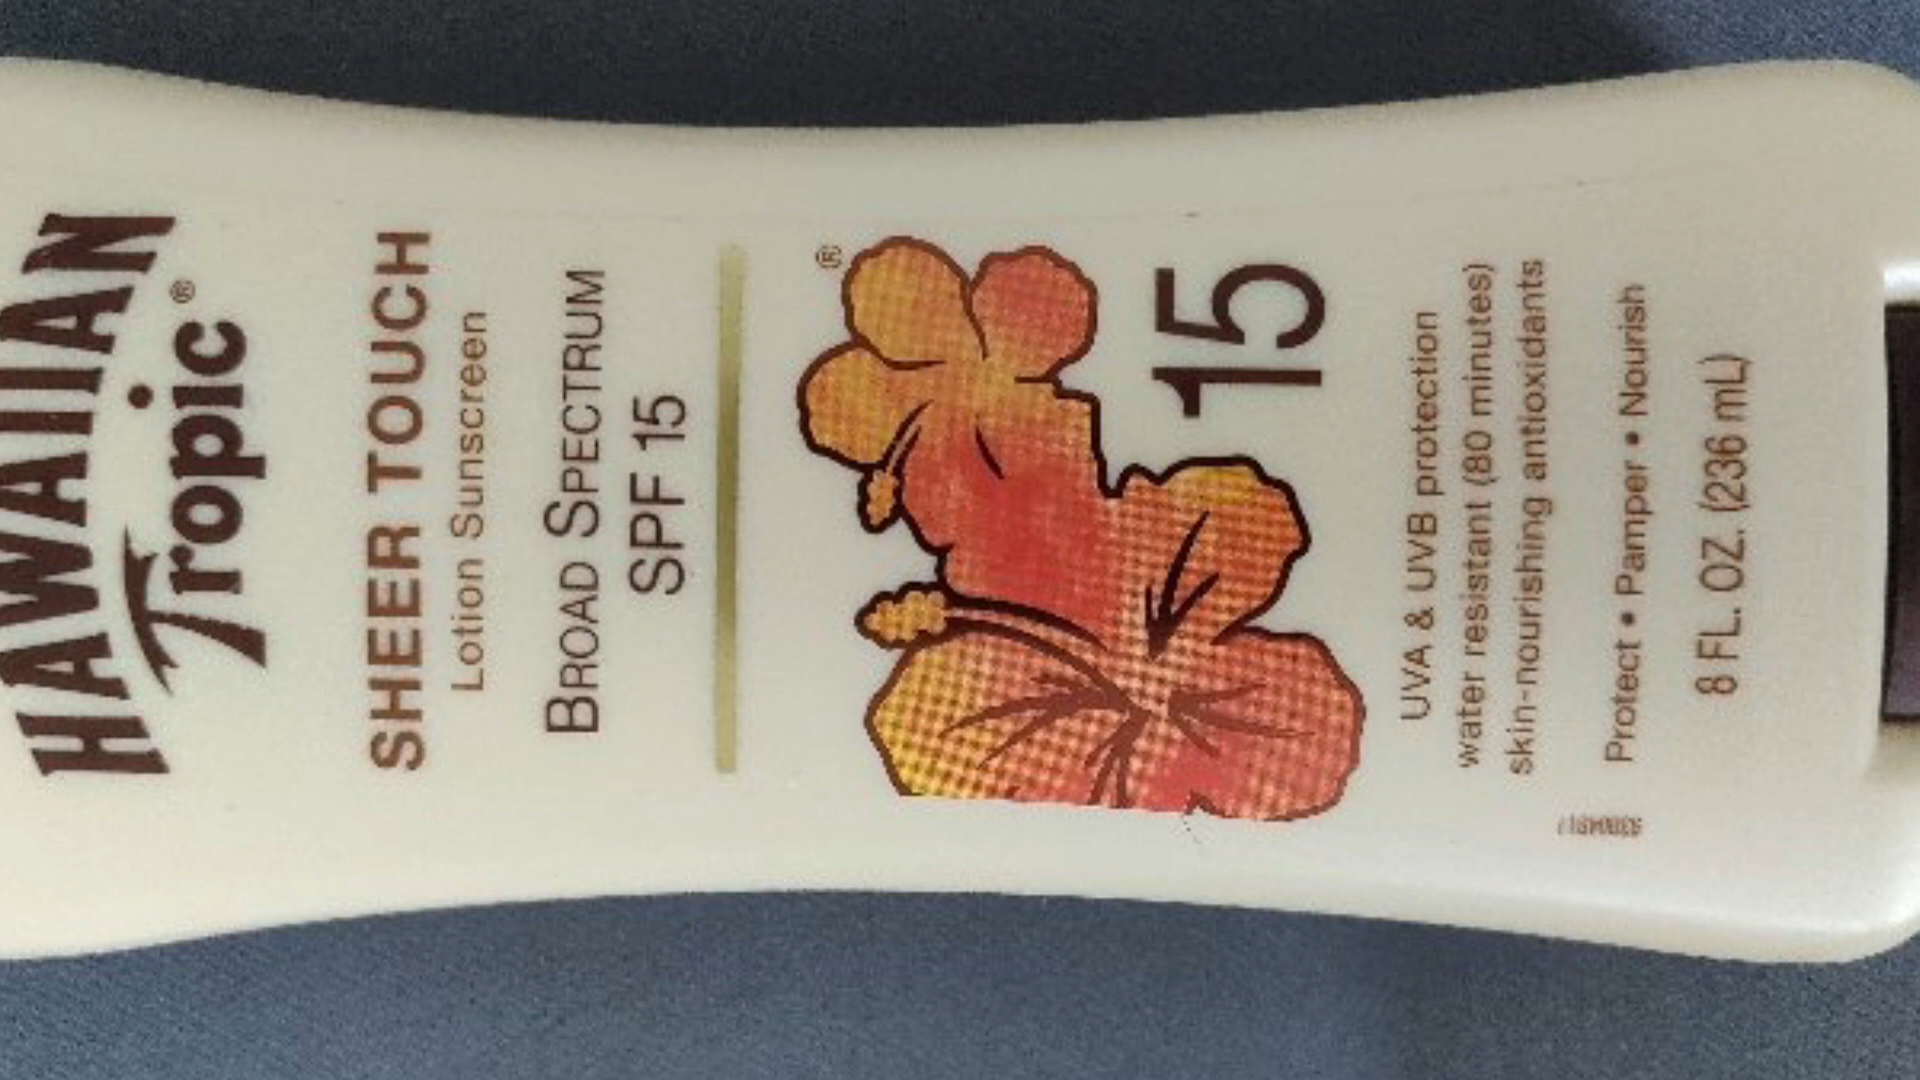 HAWAIIAN
Tropic®
SHEER TOUCH
Lotion Sunscreen
BROAD SPECTRUM
SPF 15
®
15
UVA & UVB protection
water resistant (80 minutes)
skin-nourishing antioxidants
Protect • Pamper • Nourish
8 FL. OZ. (236 mL)